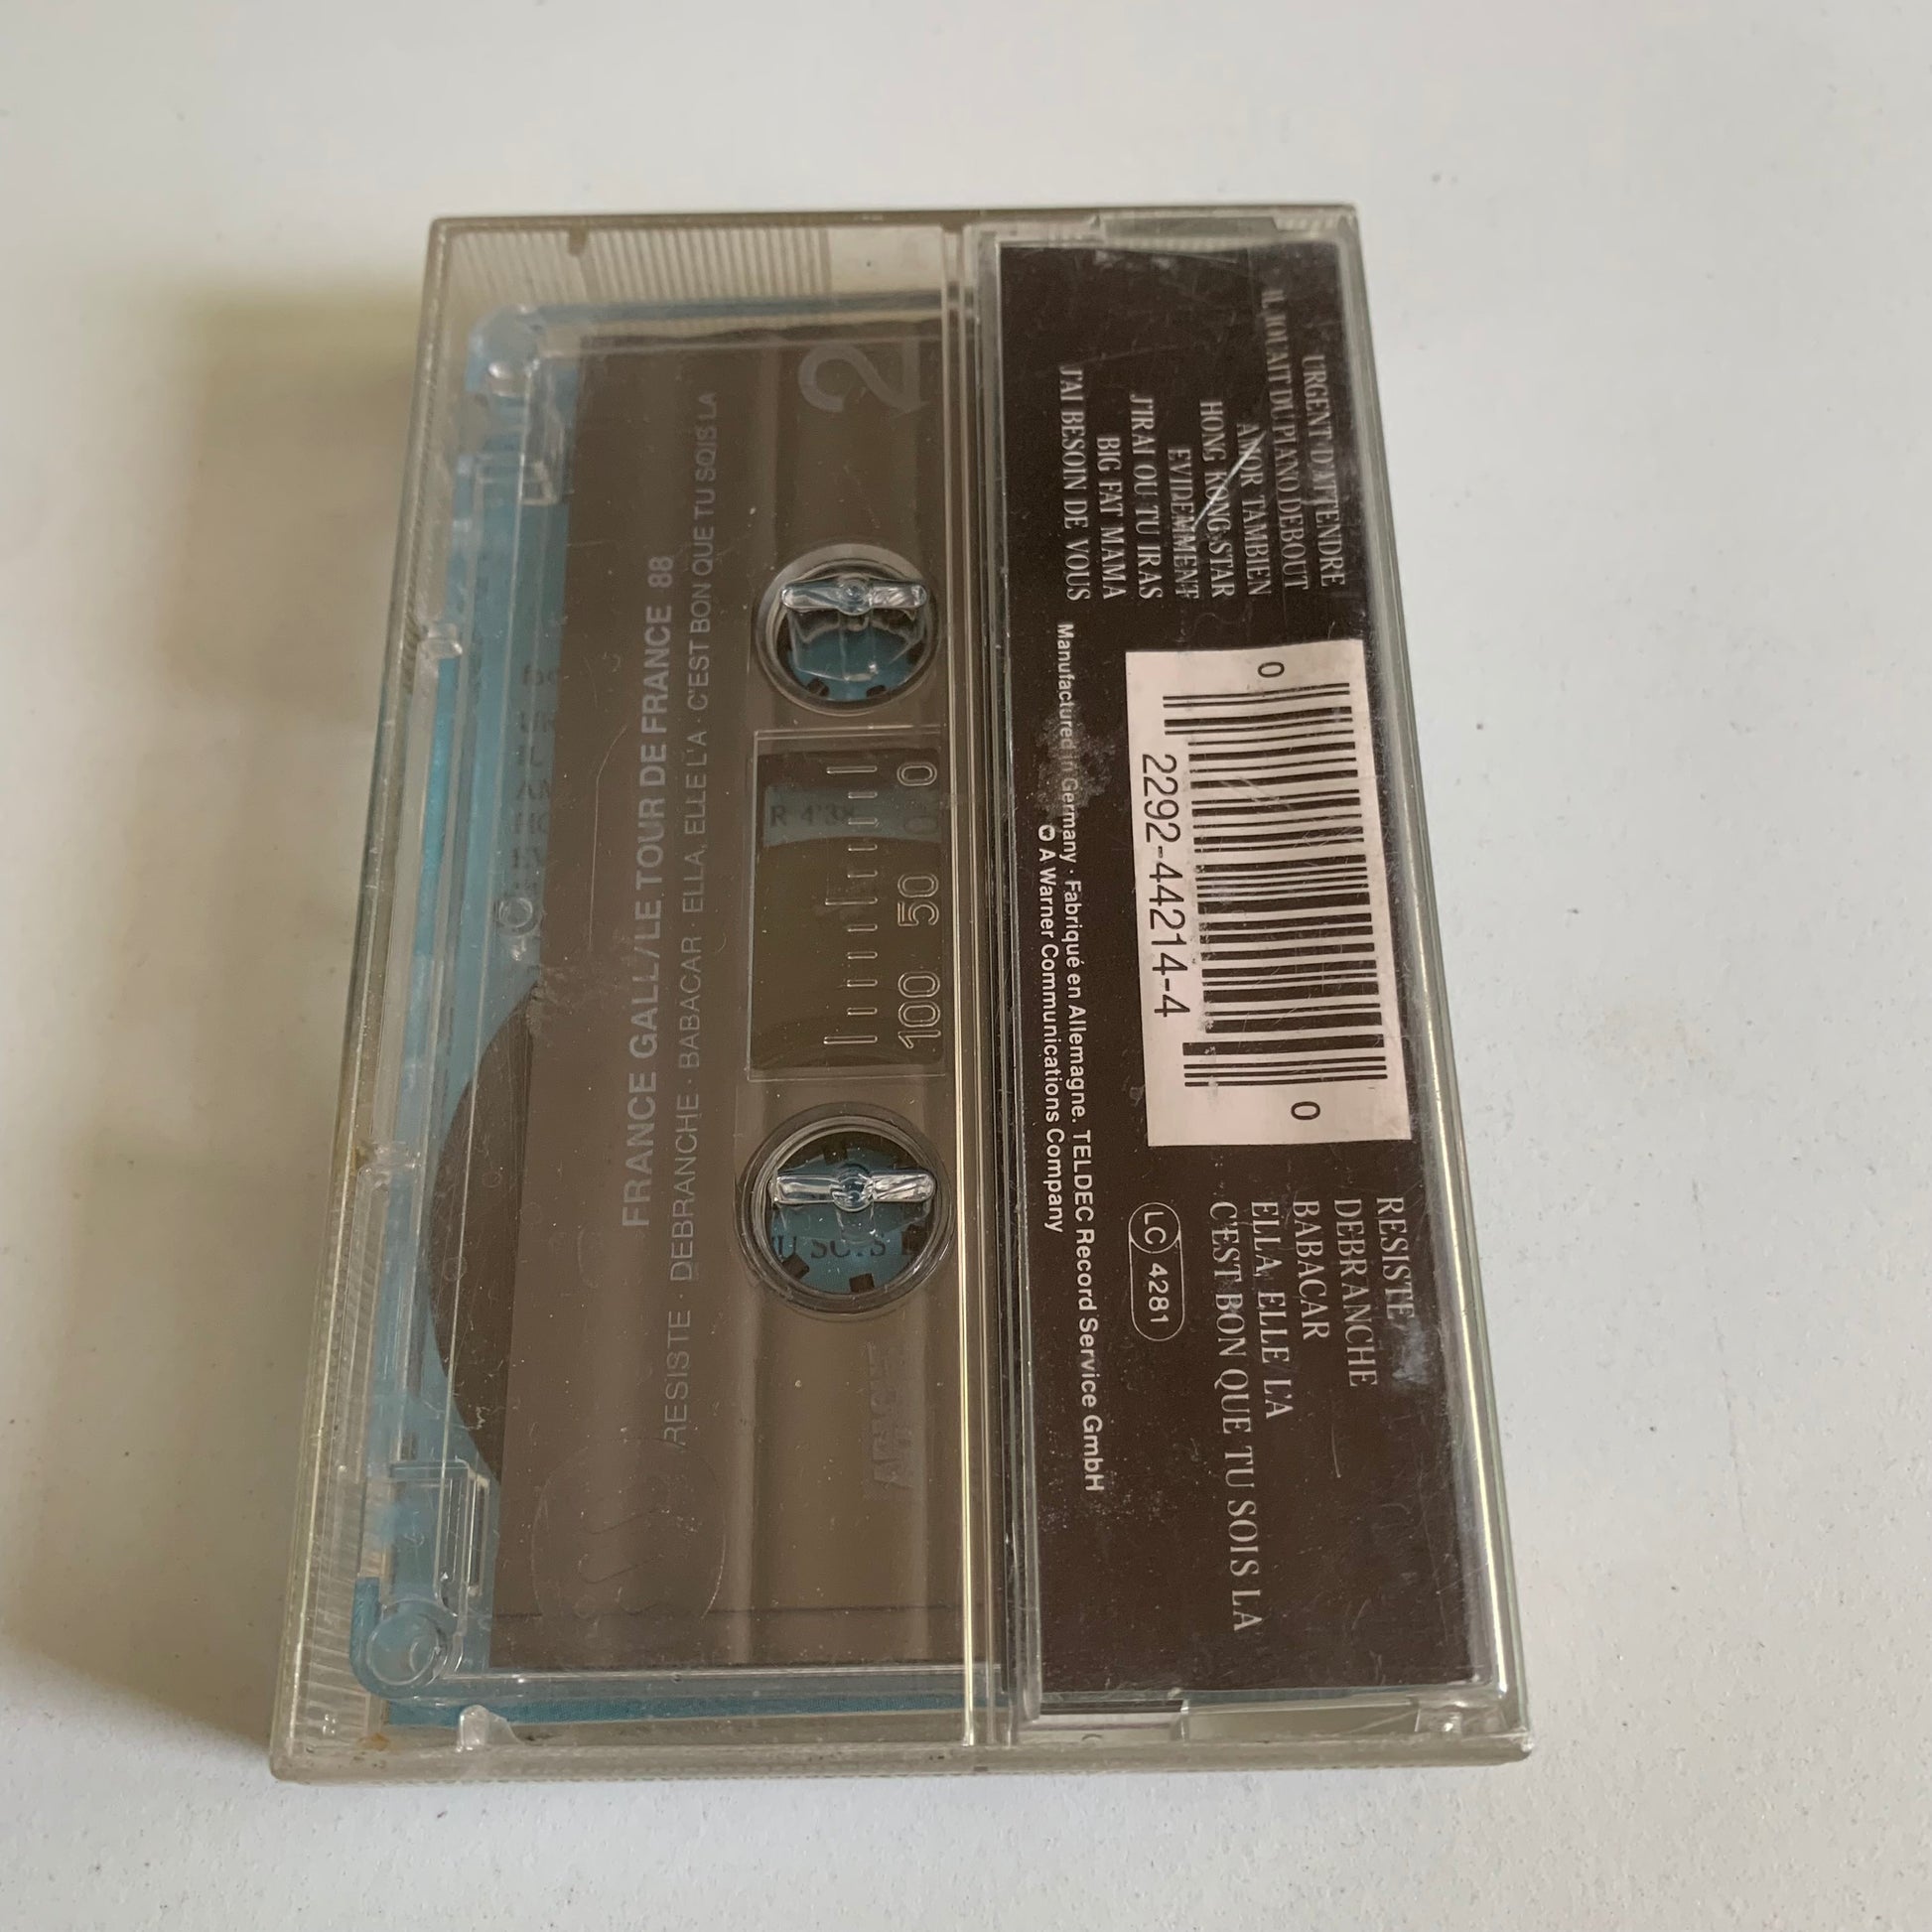 URGENT D'ATTENDRE
IL JOUAIT DU PIANO DEBOUT
AMOR TAMBIEN
HONG KONG STAR
EVIDEMMENT
J'IRAI OU TU IRAS
BIG FAT MAMA
J'AI BESOIN DE VOUS
0
2292-44214-4
0
RESISTE
DEBRANCHE
BABACAR
ELLA, ELLE L'A
C'EST BON QUE TU SOIS LA
LC 4281
Manufactured in Germany · Fabriqué en Allemagne. TELDEC Record Service GmbH
A Warner Communications Company
2
FRANCE GALL/LE TOUR DE FRANCE 88
RESISTE · DEBRANCHE · BABACAR · ELLA, ELLE L'A · C'EST BON QUE TU SOIS LA
0 50 100
R 4'3
TU SOIS L